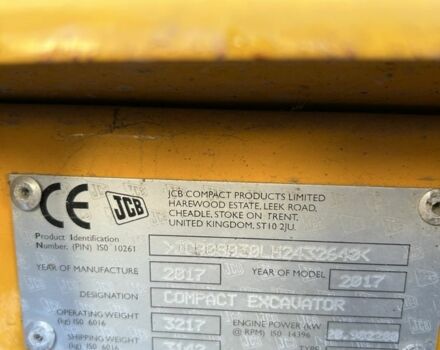 CE JCB
JCB COMPACT PRODUCTS LIMITED
HAREWOOD ESTATE, LEEK ROAD,
CHEADLE, STOKE ON TRENT,
UNITED KINGDOM, ST10 2JU.
Product Identification
Number. (PIN) ISO 10261
YEAR OF MANUFACTURE 2017 YEAR OF MODEL 2017
DESIGNATION COMPACT EXCAVATOR
OPERATING WEIGHT
(kg) ISO 6016 3217 ENGINE POWER (kW
@ RPM) ISO 14396
SHIPPING WEIGHT
(kg) ISO 6016